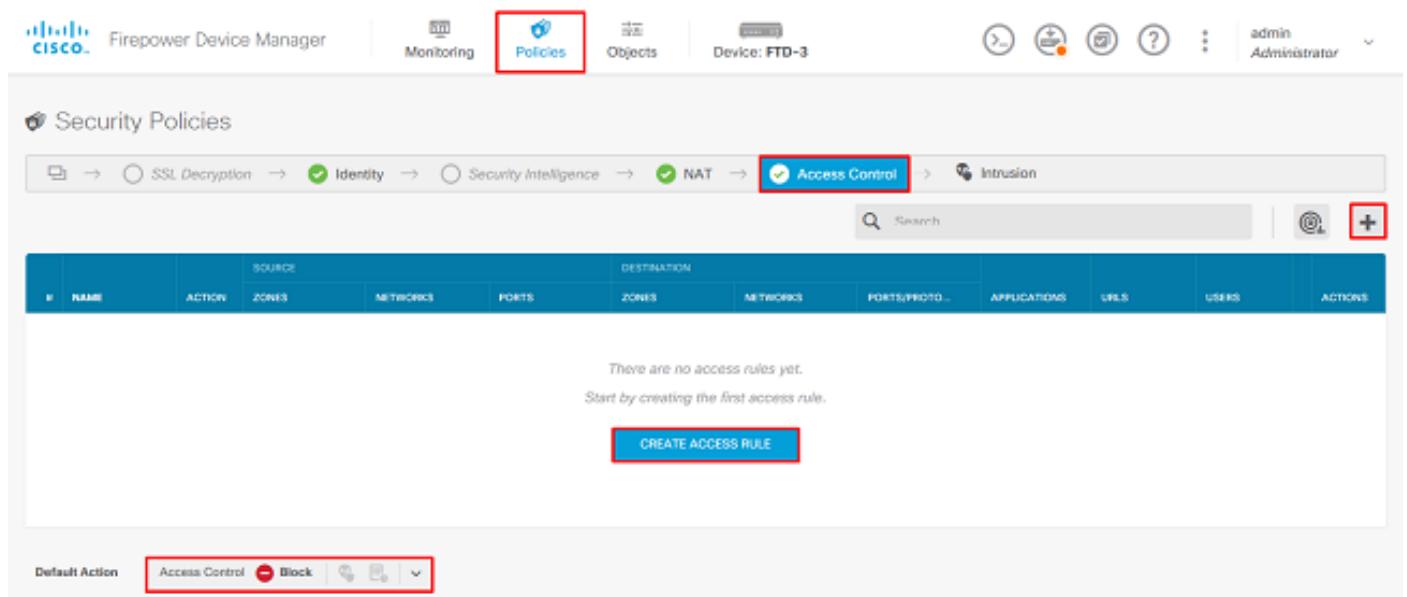 CISCO. Firepower Device Manager Monitoring Policies Objects Device: FTD-3 admin Administrator
Security Policies
SSL Decryption Identity Security Intelligence NAT Access Control Intrusion
Search
SOURCE DESTINATION
# NAME ACTION ZONES NETWORKS PORTS ZONES NETWORKS PORTS/PROTO... APPLICATIONS URLS USERS ACTIONS
There are no access rules yet.
Start by creating the first access rule.
CREATE ACCESS RULE
Default Action Access Control Block